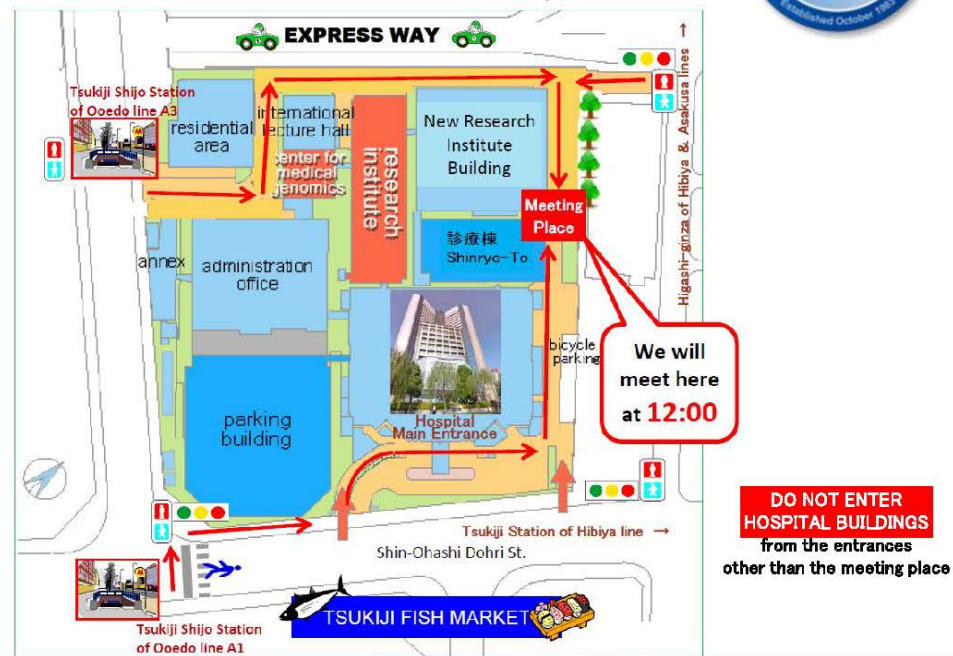 Established October 1983
EXPRESS WAY
Tsukiji Shijo Station
of Ooedo line A3
residential
area
international
lecture hall
center for
medical
genomics
research
institute
New Research
Institute
Building
Meeting
Place
診療棟
Shinryo-To
Higashi-ginza of Hibiya & Asakusa lines →
annex
administration
office
bicycle
parking
We will
meet here
at 12:00
parking
building
Hospital
Main Entrance
Tsukiji Station of Hibiya line →
Shin-Ohashi Dohri St.
DO NOT ENTER
HOSPITAL BUILDINGS
from the entrances
other than the meeting place
TSUKIJI FISH MARKET
Tsukiji Shijo Station
of Ooedo line A1